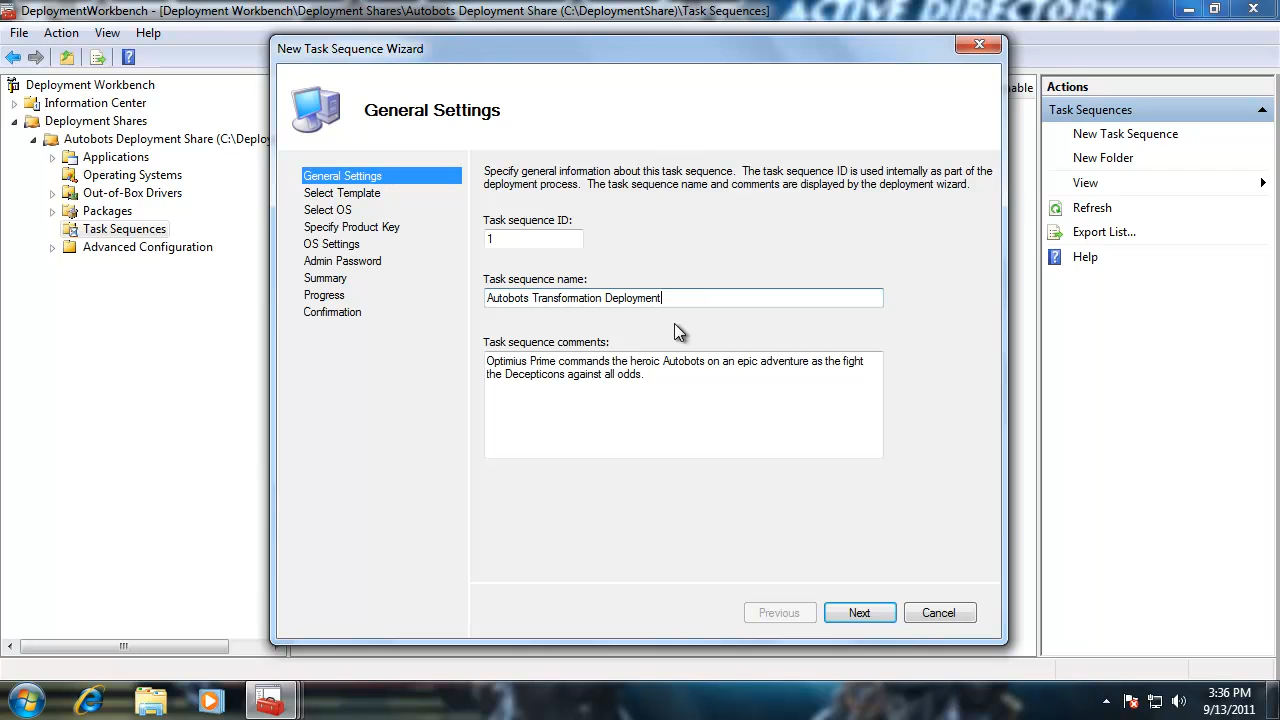 DeploymentWorkbench - [Deployment Workbench\Deployment Shares\Autobots Deployment Share (C:\DeploymentShare)\Task Sequences]
ACTIVE DIRECTORY
File Action View Help
Deployment Workbench
Information Center
Deployment Shares
Autobots Deployment Share (C:\Deplo
Applications
Operating Systems
Out-of-Box Drivers
Packages
Task Sequences
Advanced Configuration
New Task Sequence Wizard
General Settings
General Settings
Select Template
Select OS
Specify Product Key
OS Settings
Admin Password
Summary
Progress
Confirmation
Specify general information about this task sequence. The task sequence ID is used internally as part of the
deployment process. The task sequence name and comments are displayed by the deployment wizard.
Task sequence ID:
1
Task sequence name:
Autobots Transformation Deployment
Task sequence comments:
Optimius Prime commands the heroic Autobots on an epic adventure as the fight
the Decepticons against all odds.
Previous Next Cancel
nable
Actions
Task Sequences
New Task Sequence
New Folder
View
Refresh
Export List...
Help
3:36 PM
9/13/2011